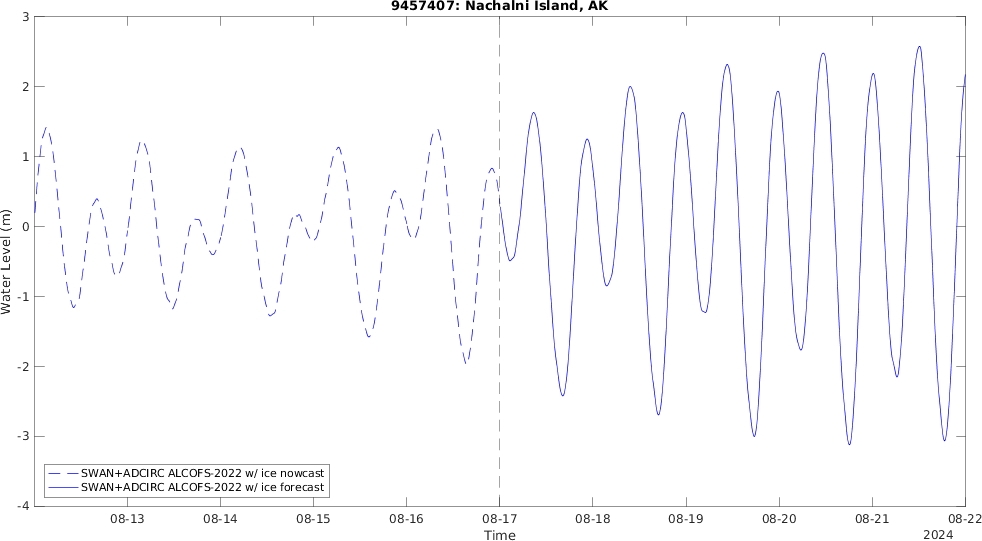 9457407: Nachalni Island, AK
3
2
1
0
-1
-2
-3
-4
Water Level (m)
SWAN+ADCIRC ALCOFS-2022 w/ ice nowcast
SWAN+ADCIRC ALCOFS-2022 w/ ice forecast
08-13 08-14 08-15 08-16 08-17 08-18 08-19 08-20 08-21 08-22
Time
2024